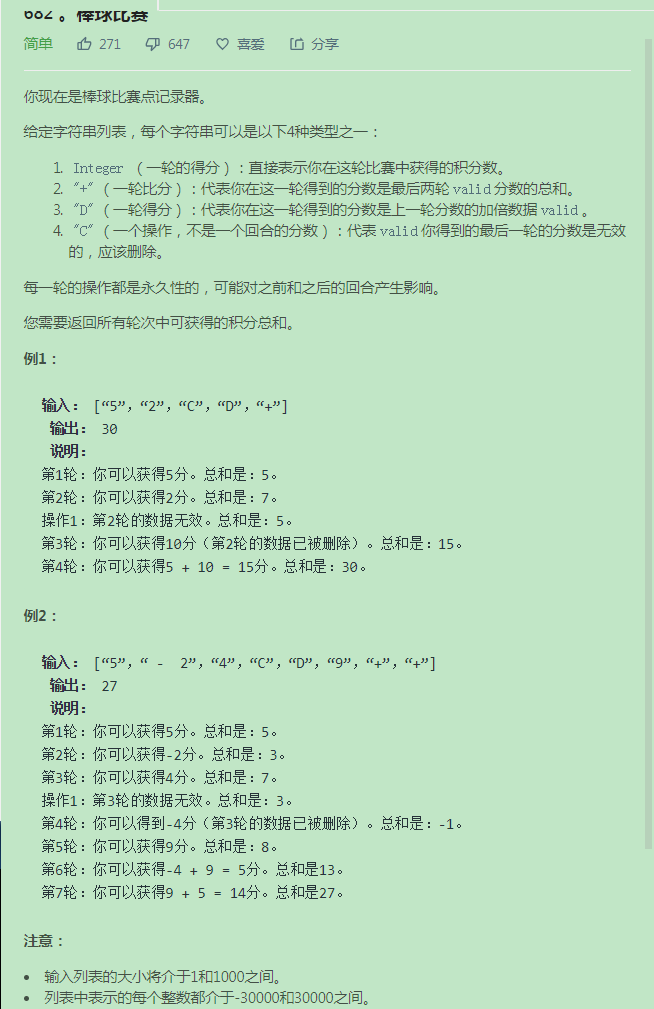 682 。棒球比赛
简单 271 647 喜爱 分享
你现在是棒球比赛点记录器。
给定字符串列表，每个字符串可以是以下4种类型之一：
1. Integer （一轮的得分）：直接表示你在这轮比赛中获得的积分数。
2. "+"（一轮比分）：代表你在这一轮得到的分数是最后两轮 valid 分数的总和。
3. "D"（一轮得分）：代表你在这一轮得到的分数是上一轮分数的加倍数据 valid 。
4. "C"（一个操作，不是一个回合的分数）：代表 valid 你得到的最后一轮的分数是无效
的，应该删除。
每一轮的操作都是永久性的，可能对之前和之后的回合产生影响。
您需要返回所有轮次中可获得的积分总和。
例1：
输入： [“5”，“2”，“C”，“D”，“+”]
输出： 30
说明：
第1轮：你可以获得5分。总和是：5。
第2轮：你可以获得2分。总和是：7。
操作1：第2轮的数据无效。总和是：5。
第3轮：你可以获得10分（第2轮的数据已被删除）。总和是：15。
第4轮：你可以获得5 + 10 = 15分。总和是：30。
例2：
输入： [“5”，“ - 2”，“4”，“C”，“D”，“9”，“+”，“+”]
输出： 27
说明：
第1轮：你可以获得5分。总和是：5。
第2轮：你可以获得-2分。总和是：3。
第3轮：你可以获得4分。总和是：7。
操作1：第3轮的数据无效。总和是：3。
第4轮：你可以得到-4分（第3轮的数据已被删除）。总和是：-1。
第5轮：你可以获得9分。总和是：8。
第6轮：你可以获得-4 + 9 = 5分。总和是13。
第7轮：你可以获得9 + 5 = 14分。总和是27。
注意：
• 输入列表的大小将介于1和1000之间。
• 列表中表示的每个整数都介于-30000和30000之间。